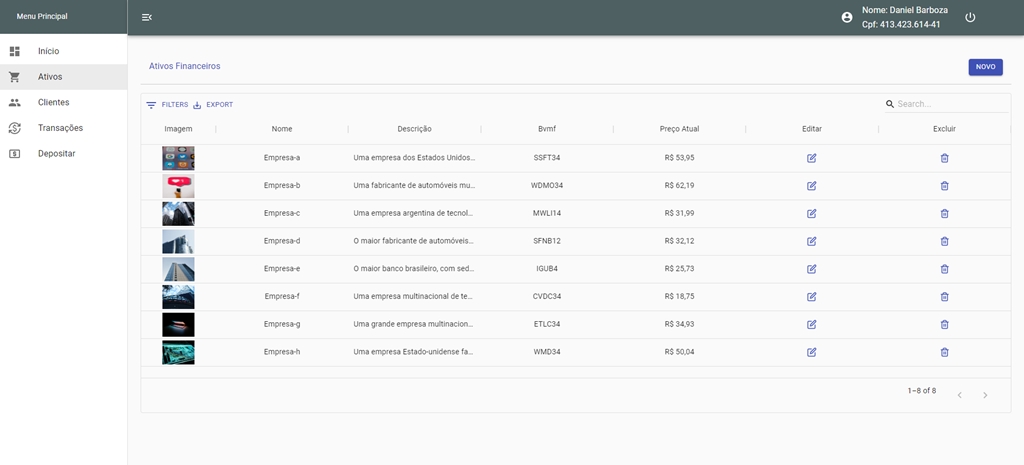 Menu Principal
Nome: Daniel Barboza
Cpf: 413.423.614-41
Início
Ativos
Clientes
Transações
Depositar
Ativos Financeiros
NOVO
FILTERS EXPORT
Search...
Imagem Nome Descrição Bvmf Preço Atual Editar Excluir
Empresa-a Uma empresa dos Estados Unidos... SSFT34 R$ 53,95
Empresa-b Uma fabricante de automóveis mu... WDMO34 R$ 62,19
Empresa-c Uma empresa argentina de tecnol... MWLI14 R$ 31,99
Empresa-d O maior fabricante de automóveis... SFNB12 R$ 32,12
Empresa-e O maior banco brasileiro, com sed... IGUB4 R$ 25,73
Empresa-f Uma empresa multinacional de te... CVDC34 R$ 18,75
Empresa-g Uma grande empresa multinacion... ETLC34 R$ 34,93
Empresa-h Uma empresa Estado-unidense fa... WMD34 R$ 50,04
1–8 of 8